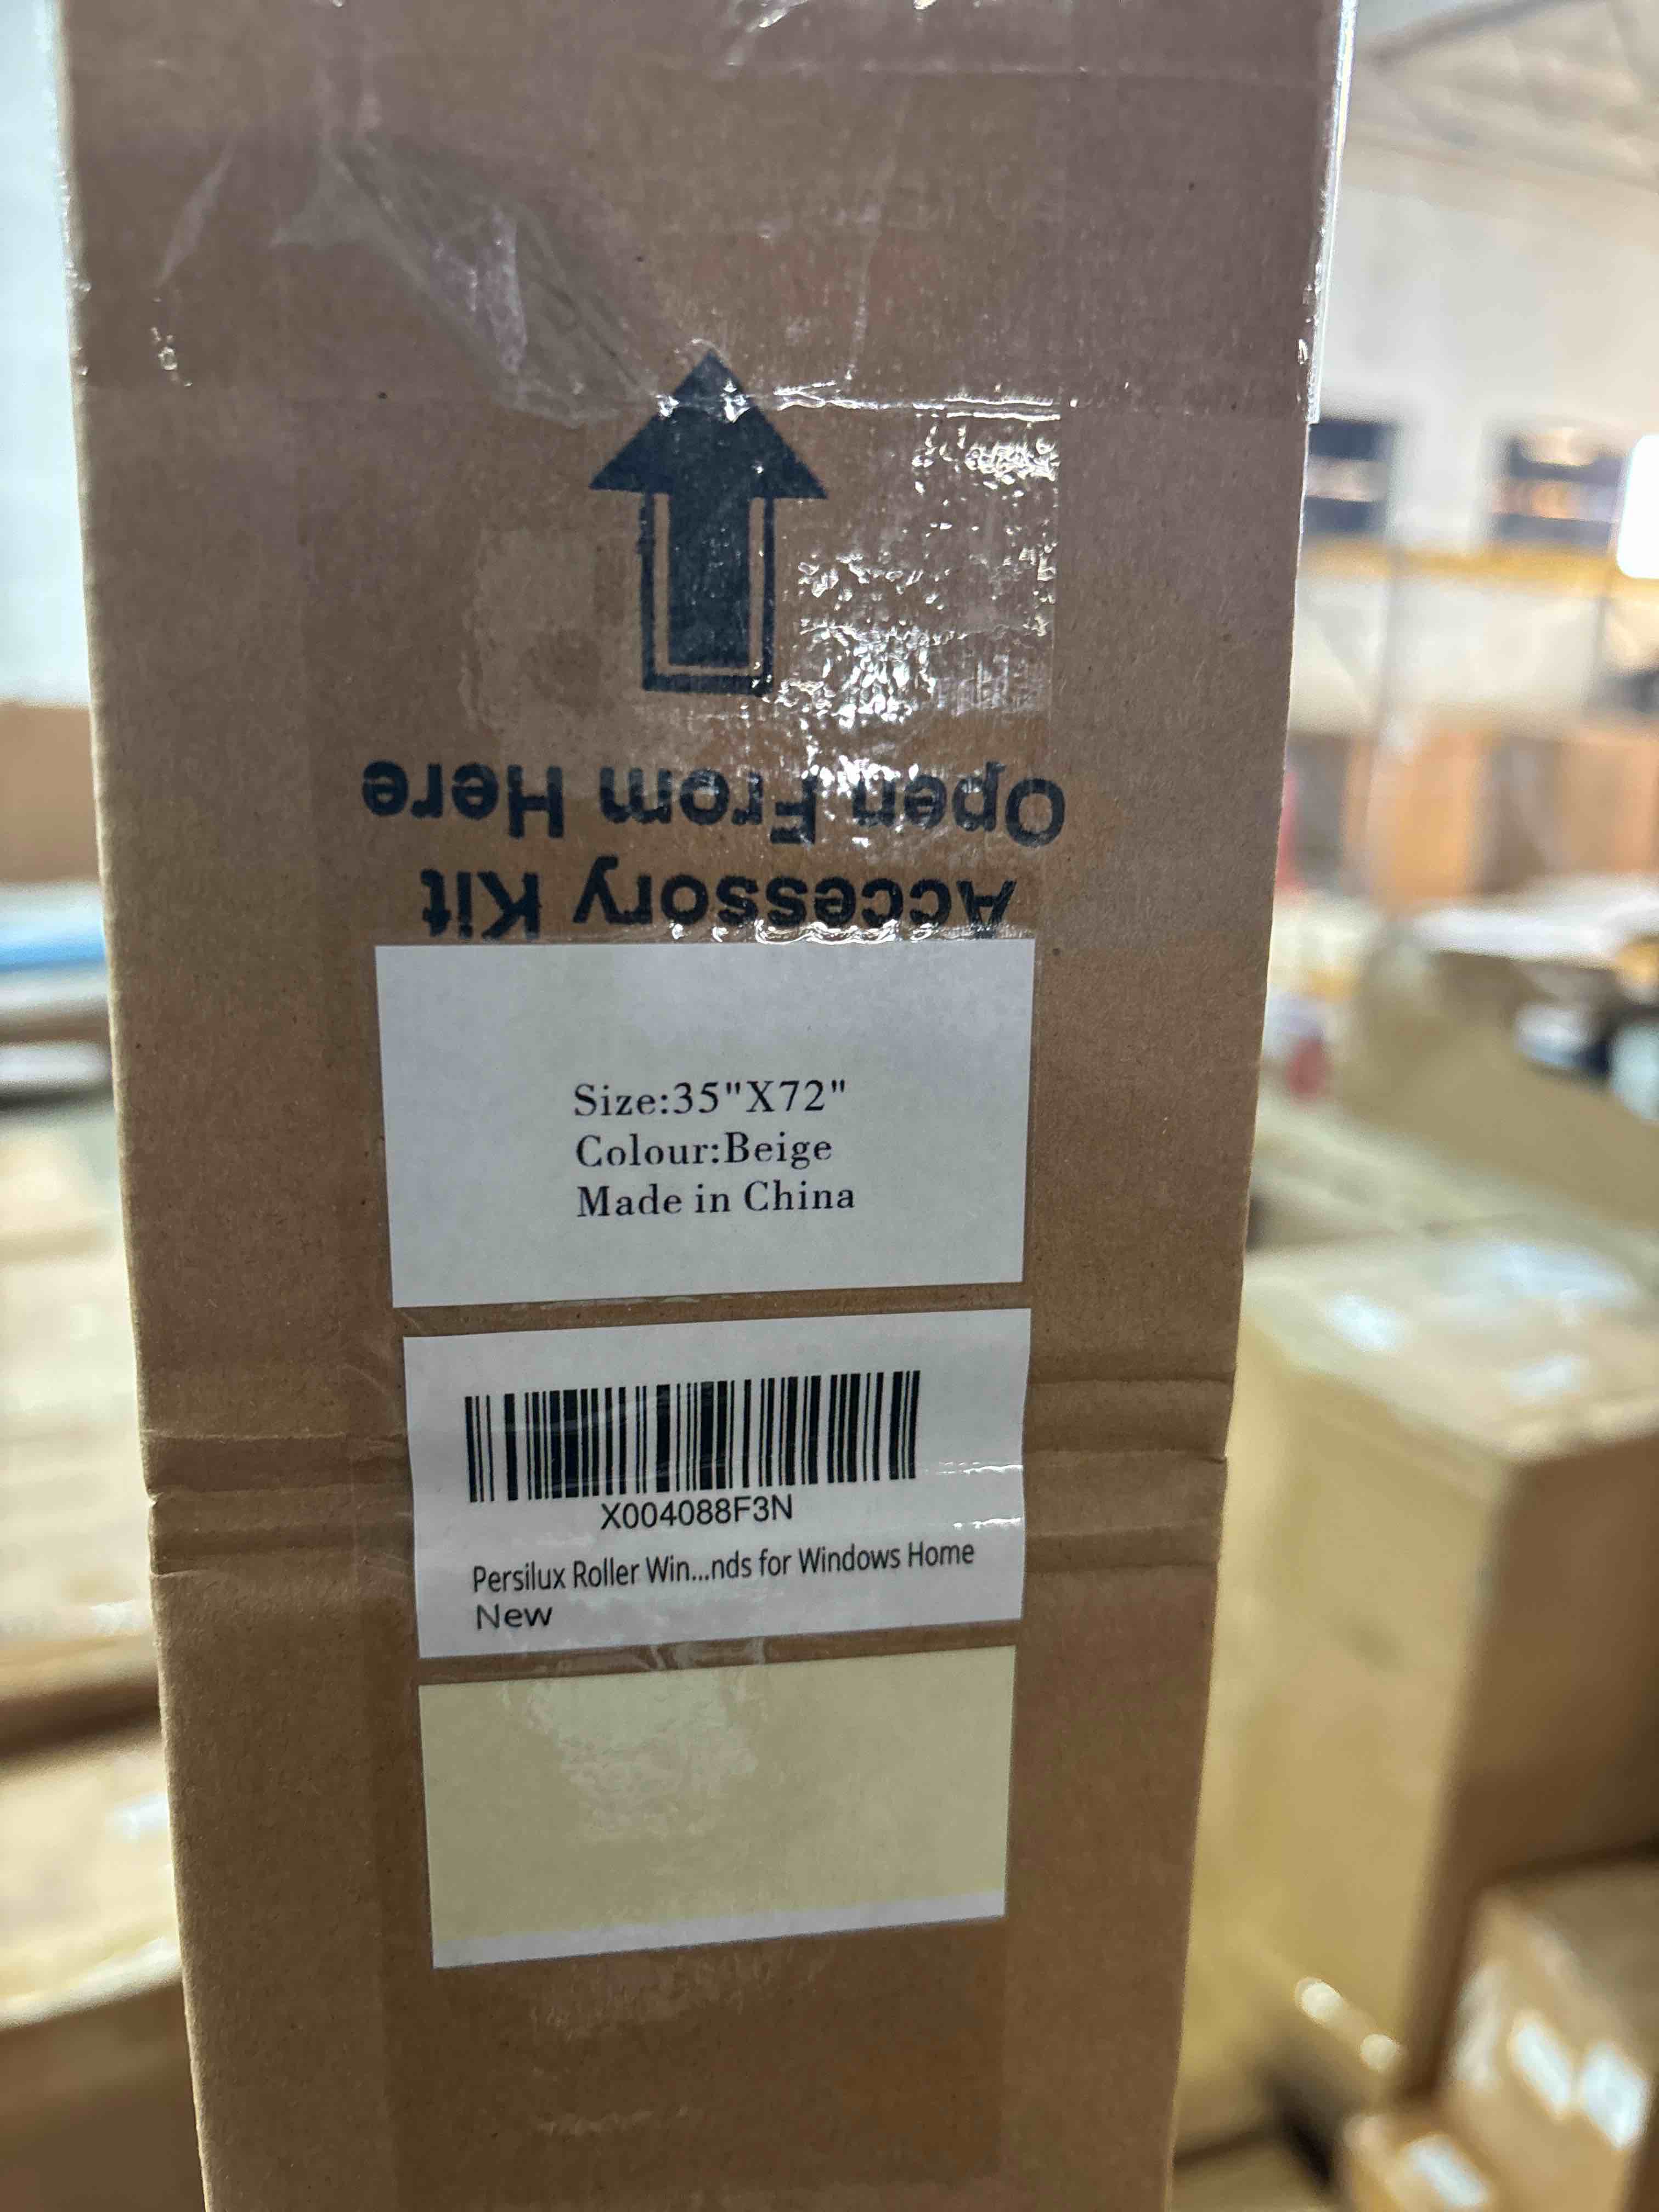 Accessory Kit
Open From Here
Size:35"X72"
Colour:Beige
Made in China
X004088F3N
Persilux Roller Win...nds for Windows Home
New